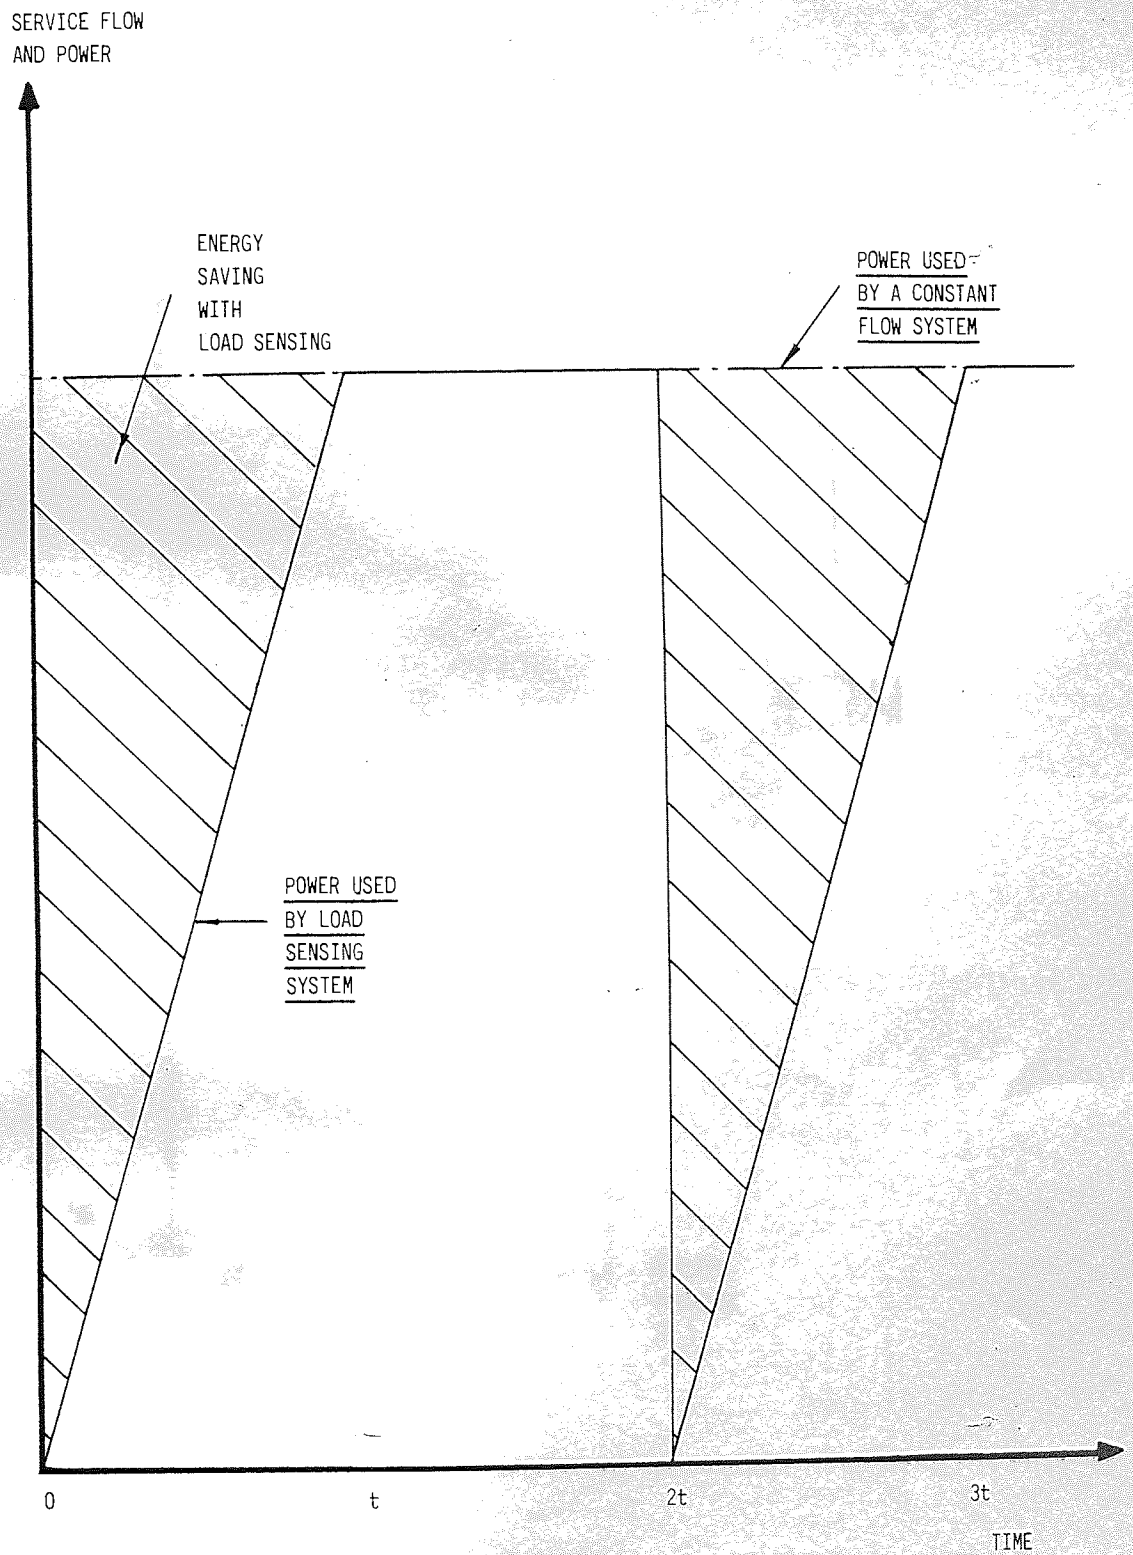 SERVICE FLOW
AND POWER
ENERGY
SAVING
WITH
LOAD SENSING
POWER USED
BY A CONSTANT
FLOW SYSTEM
POWER USED
BY LOAD
SENSING
SYSTEM
0
t
2t
3t
TIME